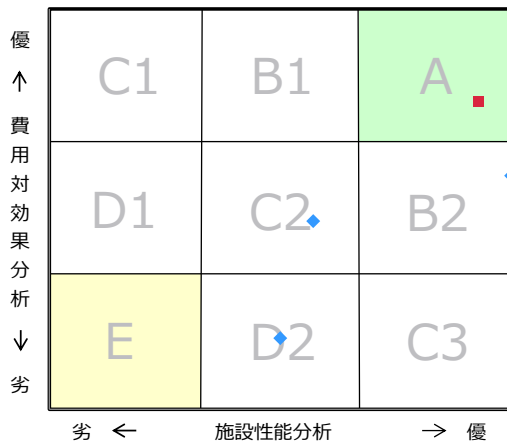 優
↑
費用対効果分析
↓
劣
C1 B1 A
D1 C2 B2
E D2 C3
劣 ← 施設性能分析 → 優